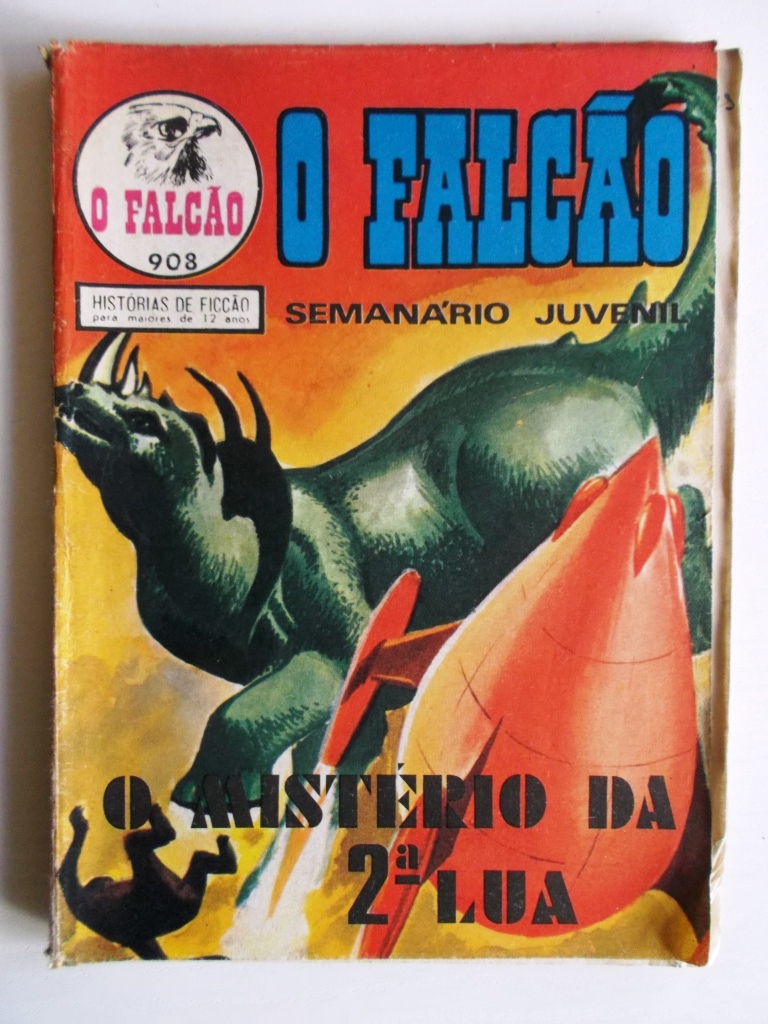 O FALCÃO
908
HISTÓRIAS DE FICÇÃO
para maiores de 12 anos
O FALCÃO
SEMANÁRIO JUVENIL
O MISTÉRIO DA
2ª LUA